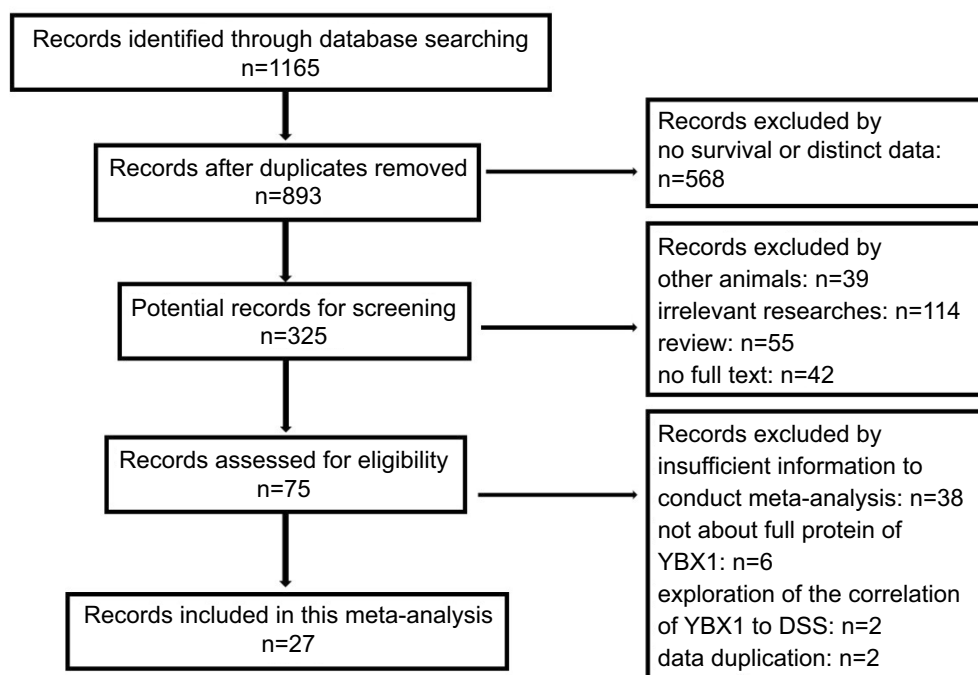 Records identified through database searching
n=1165
Records after duplicates removed
n=893
Records excluded by
no survival or distinct data:
n=568
Potential records for screening
n=325
Records excluded by
other animals: n=39
irrelevant researches: n=114
review: n=55
no full text: n=42
Records assessed for eligibility
n=75
Records excluded by
insufficient information to
conduct meta-analysis: n=38
not about full protein of
YBX1: n=6
exploration of the correlation
of YBX1 to DSS: n=2
data duplication: n=2
Records included in this meta-analysis
n=27